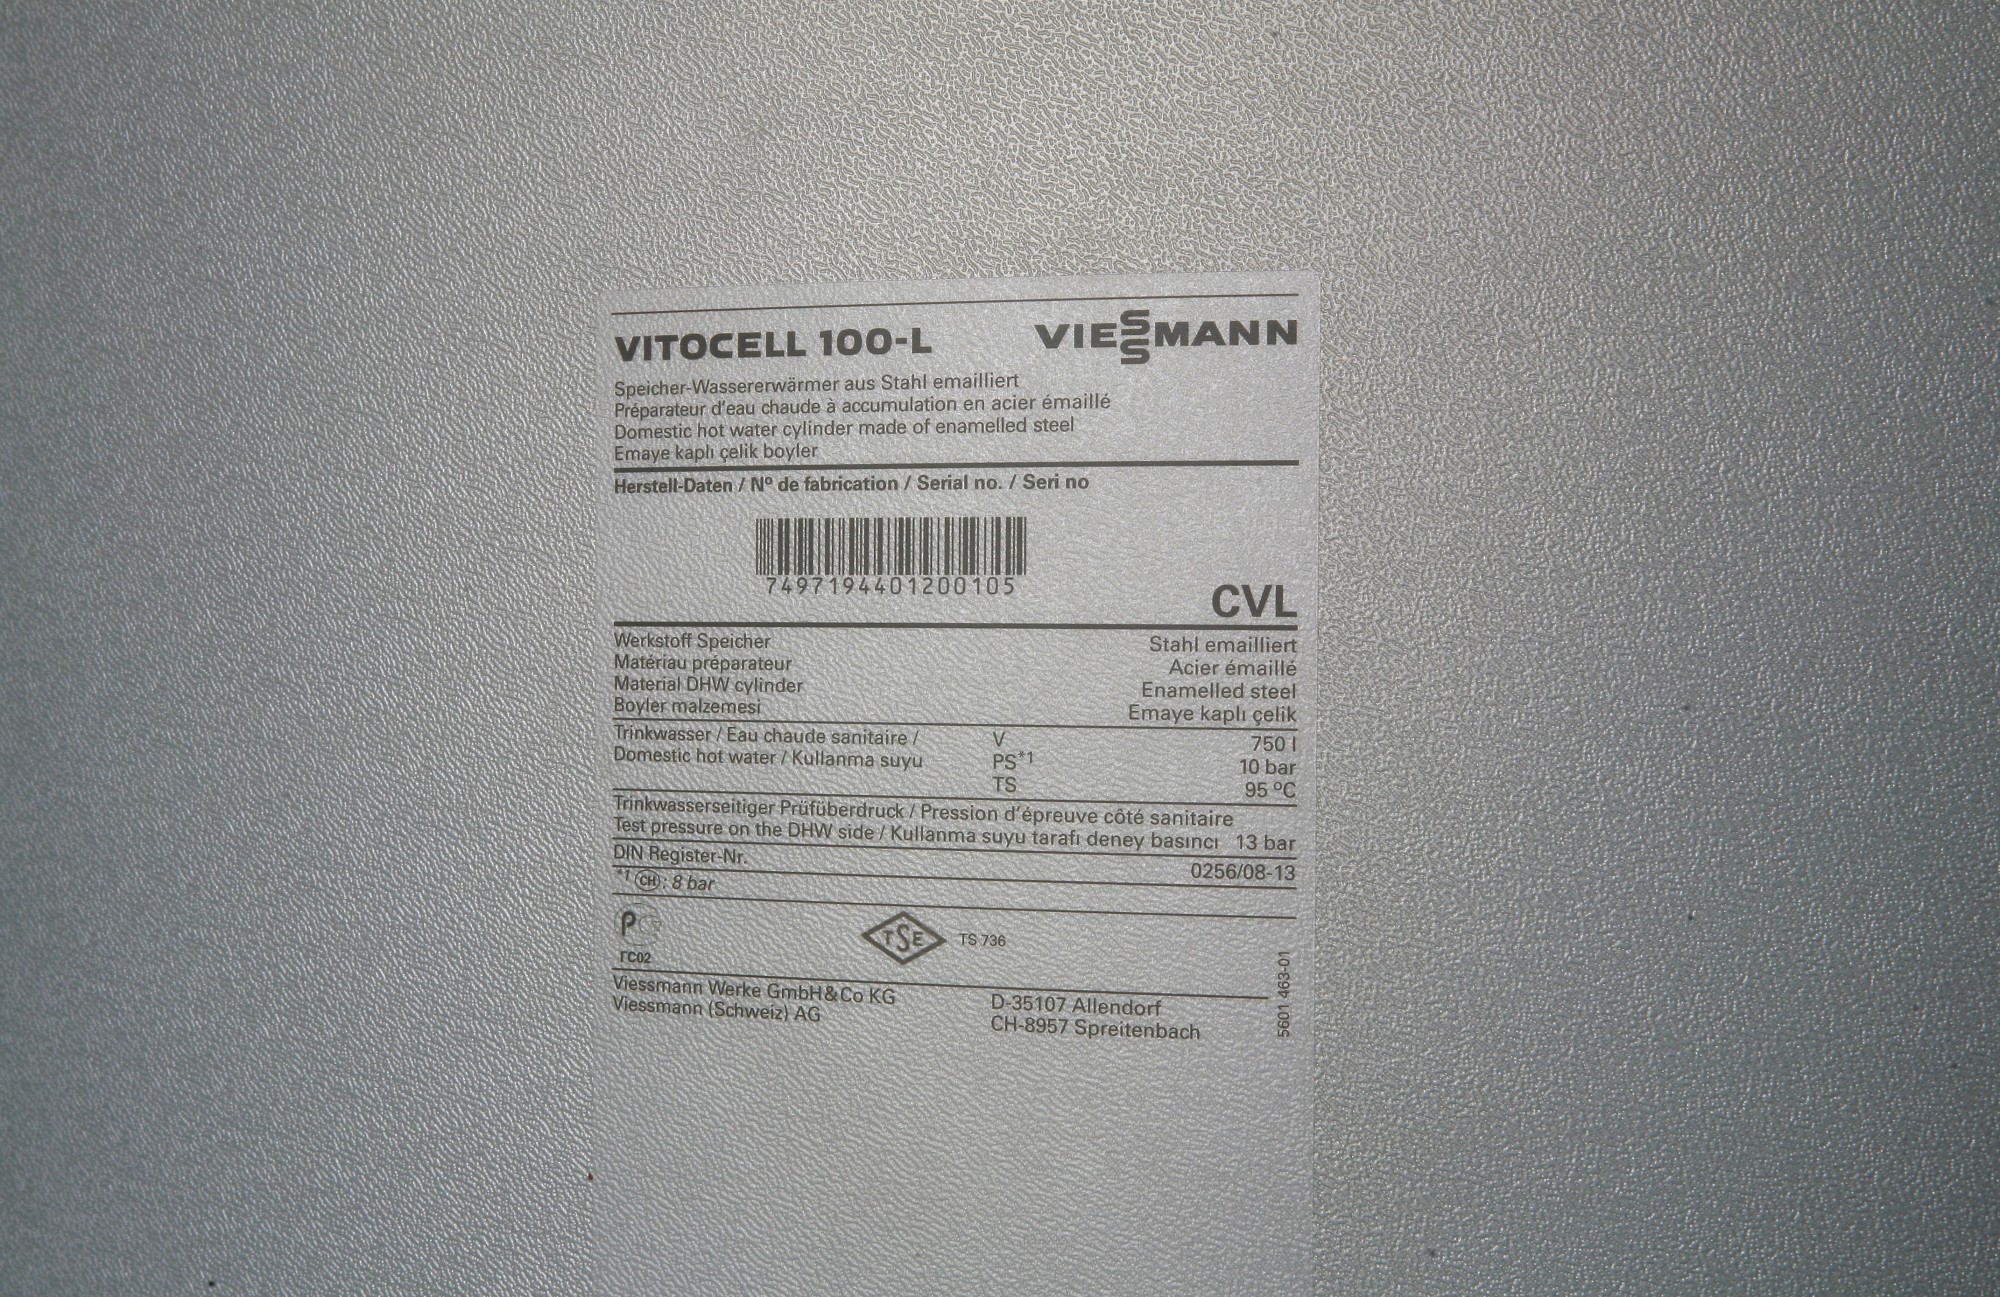 VITOCELL 100-L VIESSMANN
Speicher-Wassererwärmer aus Stahl emailliert
Préparateur d'eau chaude à accumulation en acier émaillé
Domestic hot water cylinder made of enamelled steel
Emaye kaplı çelik boyler
Herstell-Daten / Nº de fabrication / Serial no. / Seri no
7497194401200105
CVL
Werkstoff Speicher Stahl emailliert
Matériau préparateur Acier émaillé
Material DHW cylinder Enamelled steel
Boyler malzemesi Emaye kaplı çelik
Trinkwasser / Eau chaude sanitaire / V 750 l
Domestic hot water / Kullanma suyu PS*1 10 bar
TS 95 ºC
Trinkwasserseitiger Prüfüberdruck / Pression d'épreuve côté sanitaire
Test pressure on the DHW side / Kullanma suyu tarafı deney basıncı 13 bar
DIN Register-Nr. 0256/08-13
*1 CH: 8 bar
PC
TSE TS 736
ГС02
Viessmann Werke GmbH&Co KG D-35107 Allendorf
Viessmann (Schweiz) AG CH-8957 Spreitenbach
5601 463-01